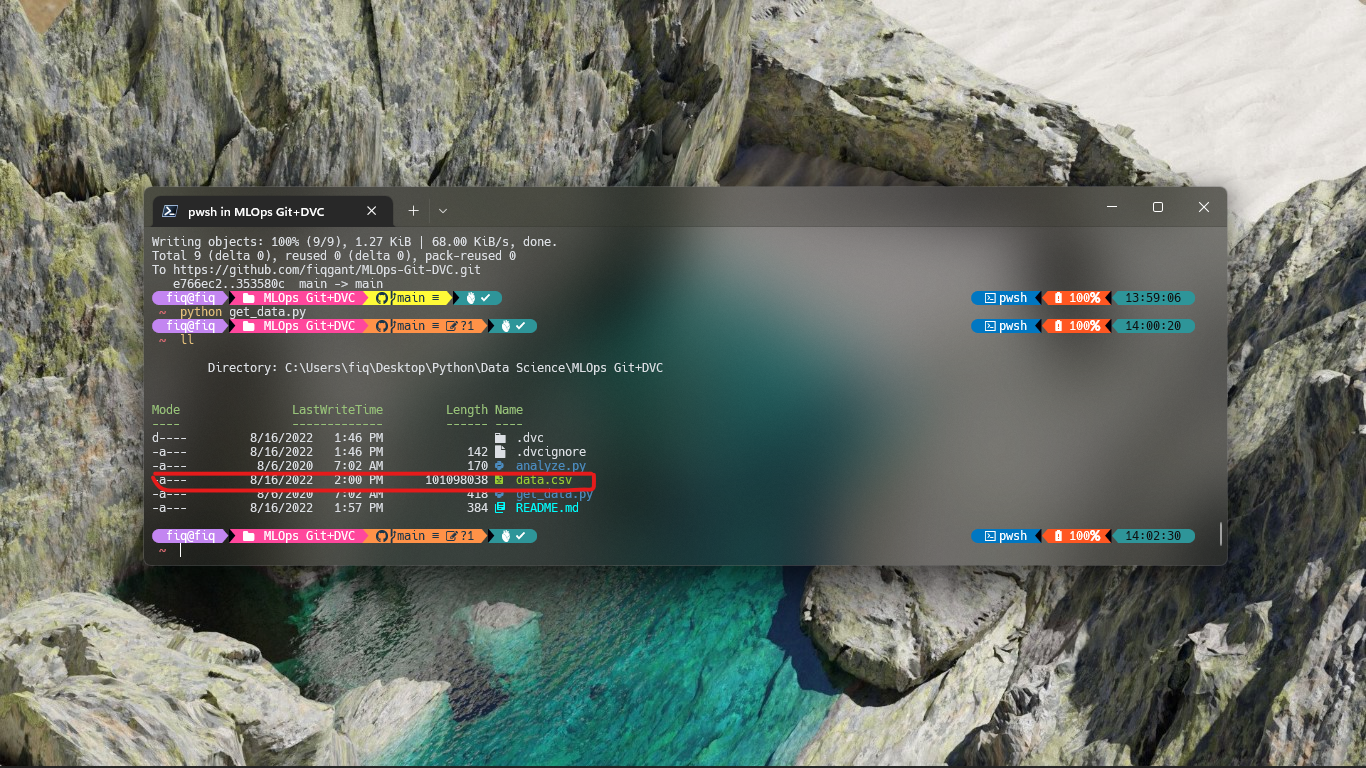 pwsh in MLOps Git+DVC
Writing objects: 100% (9/9), 1.27 KiB | 68.00 KiB/s, done.
Total 9 (delta 0), reused 0 (delta 0), pack-reused 0
To https://github.com/fiqgant/MLOps-Git-DVC.git
e766ec2..353580c main -> main
fiq@fiq MLOps Git+DVC main ≡ ✓ pwsh 100% 13:59:06
~ python get_data.py
fiq@fiq MLOps Git+DVC main ≡ ?1 ✓ pwsh 100% 14:00:20
~ ll
Directory: C:\Users\fiq\Desktop\Python\Data Science\MLOps Git+DVC
Mode LastWriteTime Length Name
---- ------------- ------ ----
d---- 8/16/2022 1:46 PM .dvc
-a--- 8/16/2022 1:46 PM 142 .dvcignore
-a--- 8/6/2020 7:02 AM 170 analyze.py
-a--- 8/16/2022 2:00 PM 101098038 data.csv
-a--- 8/6/2020 7:02 AM 418 get_data.py
-a--- 8/16/2022 1:57 PM 384 README.md
fiq@fiq MLOps Git+DVC main ≡ ?1 ✓ pwsh 100% 14:02:30
~